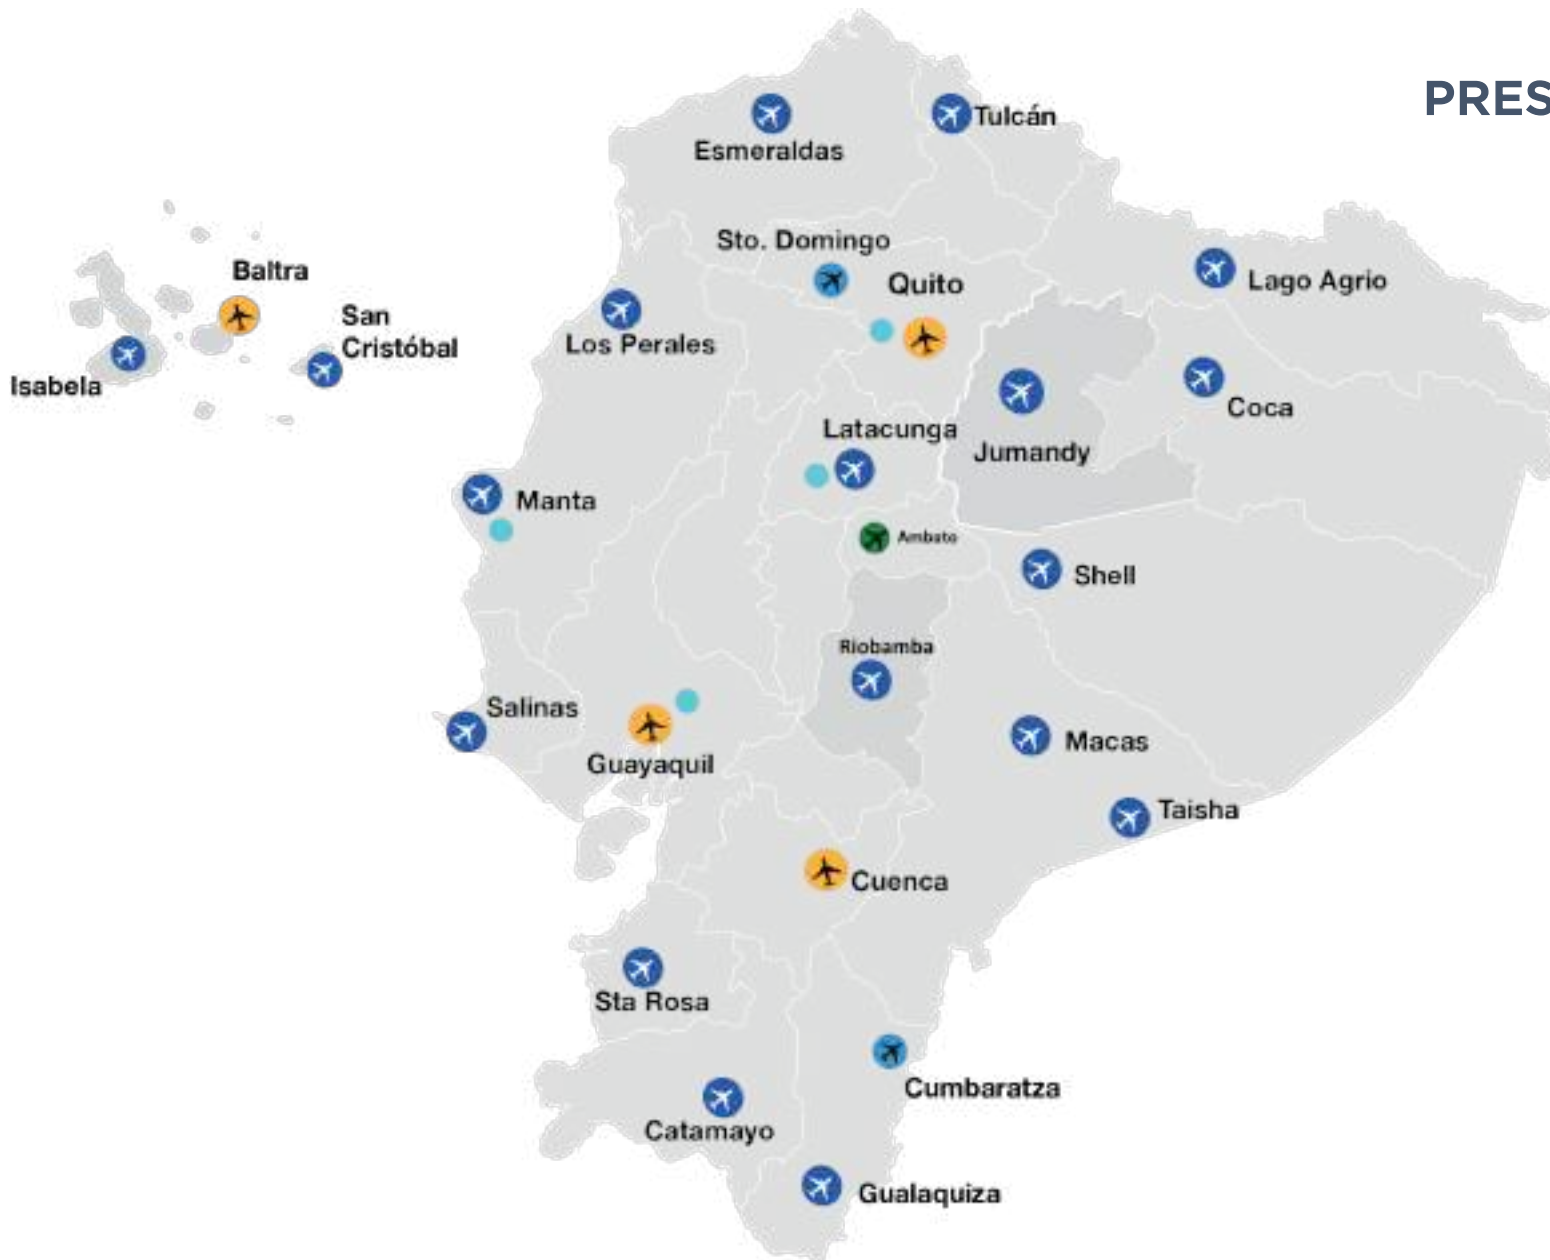 PRES
Esmeraldas
Tulcán
Sto. Domingo
Quito
Lago Agrio
Baltra
San
Cristóbal
Isabela
Los Perales
Coca
Latacunga
Jumandy
Manta
Ambato
Shell
Riobamba
Salinas
Guayaquil
Macas
Taisha
Cuenca
Sta Rosa
Cumbaratza
Catamayo
Gualaquiza